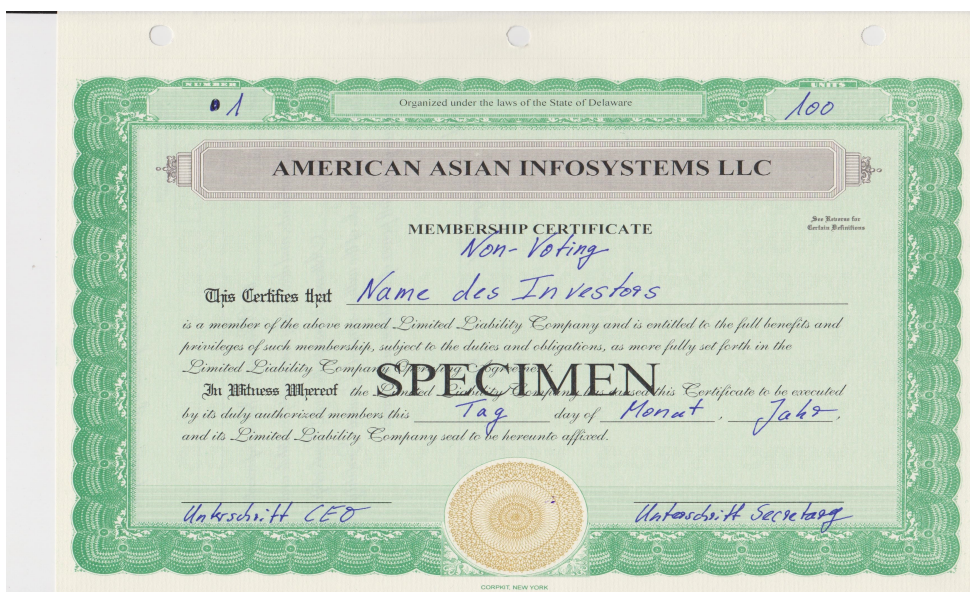 NUMBER
1
Organized under the laws of the State of Delaware
UNITS
100
AMERICAN ASIAN INFOSYSTEMS LLC
See Reverse for
Certain Definitions
MEMBERSHIP CERTIFICATE
Non-Voting
This Certifies that Name des Investors
is a member of the above named Limited Liability Company and is entitled to the full benefits and
privileges of such membership, subject to the duties and obligations, as more fully set forth in the
Limited Liability Company Operating Agreement.
SPECIMEN
In Witness Whereof the Limited Liability Company has caused this Certificate to be executed
by its duly authorized members this Tag day of Monat, Jahr,
and its Limited Liability Company seal to be hereunto affixed.
Unterschrift CEO
Unterschrift Secretary
CORPKIT, NEW YORK